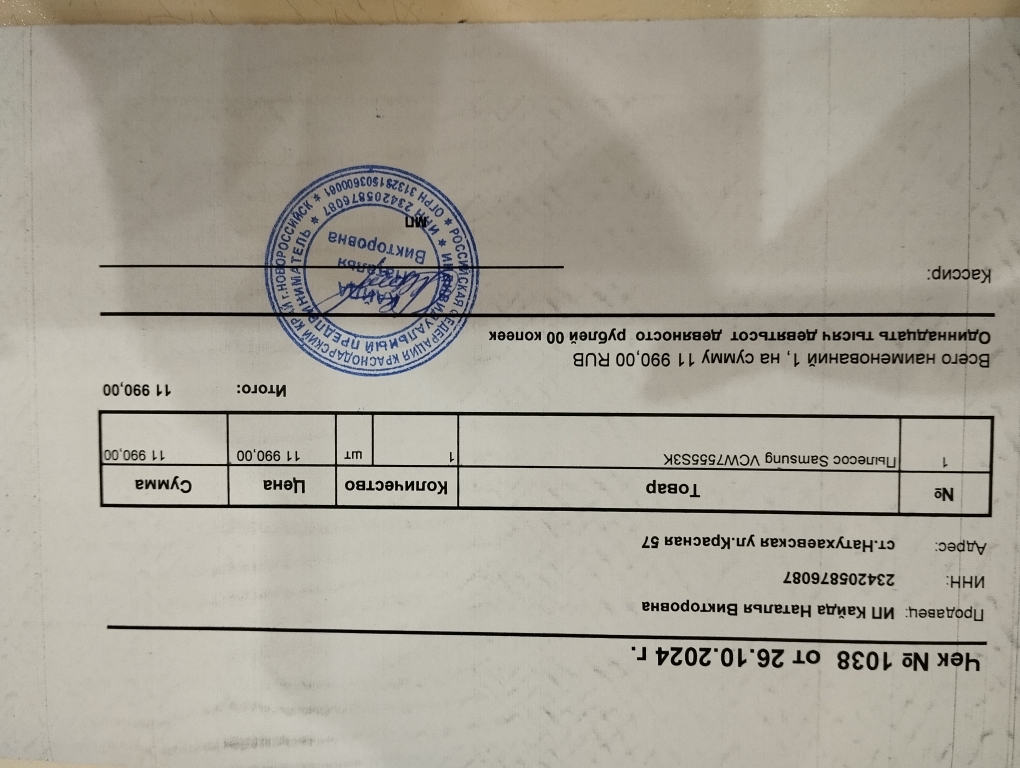 Чек № 1038 от 26.10.2024 г.
Продавец: ИП Кайда Наталья Викторовна
ИНН: 234205876087
Адрес: ст.Натухаевская ул.Красная 57
№ Товар Количество Цена Сумма
1 Пылесос Samsung VCW7555S3K 1 шт 11 990,00 11 990,00
Итого: 11 990,00
Всего наименований 1, на сумму 11 990,00 RUB
Одиннадцать тысяч девятьсот девяносто рублей 00 копеек
Кассир:
МП
РОССИЙСКАЯ ФЕДЕРАЦИЯ КРАСНОДАРСКИЙ КРАЙ г.НОВОРОССИЙСК
ИНДИВИДУАЛЬНЫЙ ПРЕДПРИНИМАТЕЛЬ
КАЙДА
Наталья
Викторовна
ИНН 234205876087
ОГРН